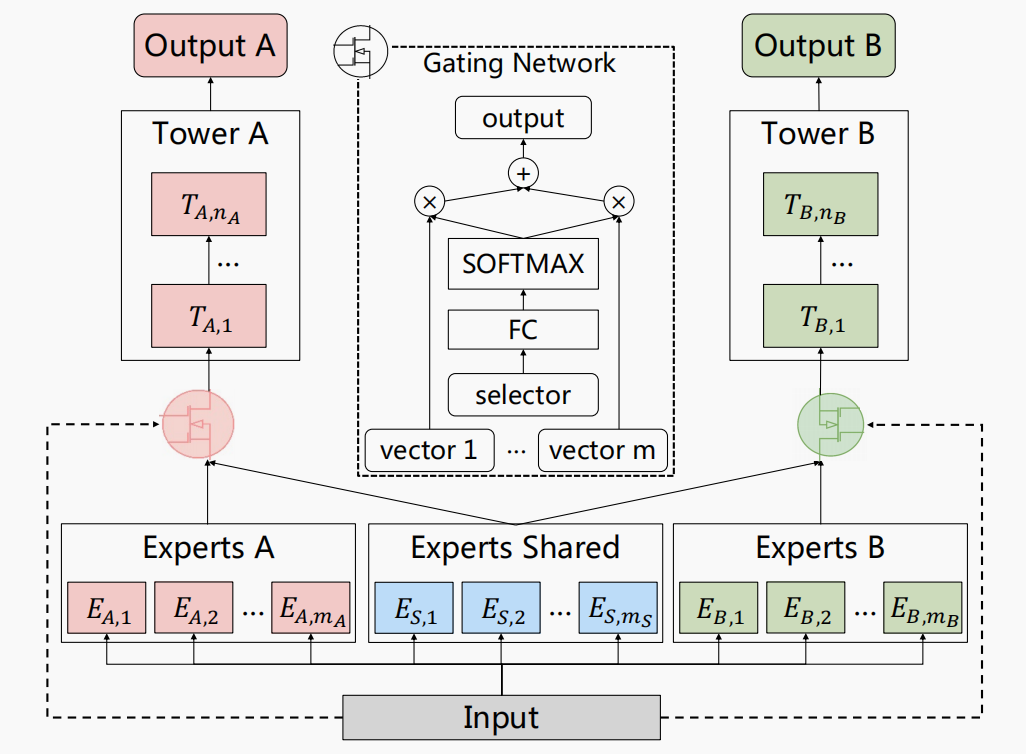 Output A
Gating Network
Output B
Tower A
output
Tower B
+
× ×
T_{A,n_A}
SOFTMAX
T_{B,n_B}
...
...
T_{A,1}
FC
T_{B,1}
selector
vector 1 ... vector m
Experts A
Experts Shared
Experts B
E_{A,1} E_{A,2} ... E_{A,m_A}
E_{S,1} E_{S,2} ... E_{S,m_S}
E_{B,1} E_{B,2} ... E_{B,m_B}
Input